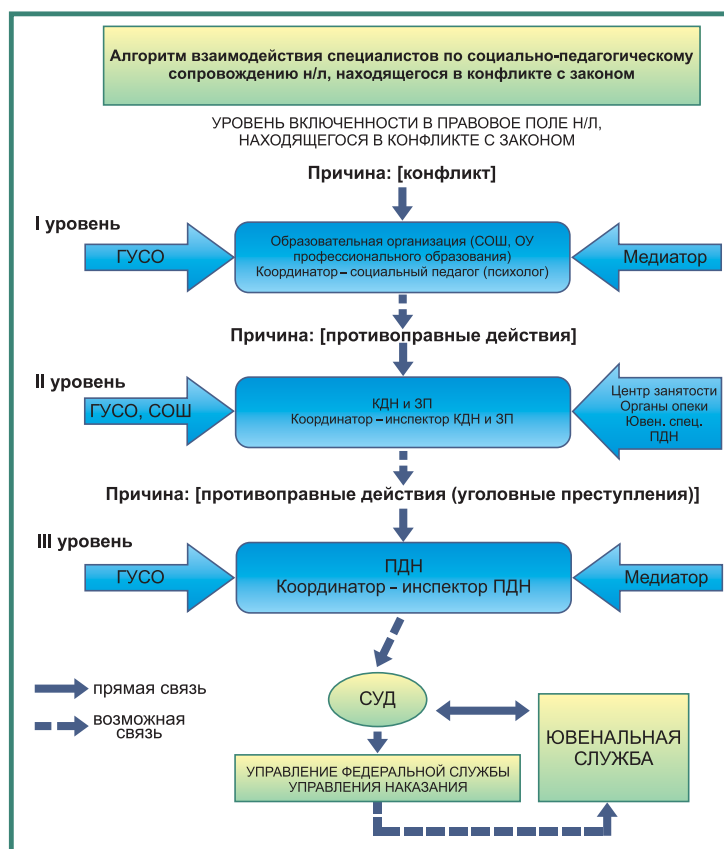 Алгоритм взаимодействия специалистов по социально-педагогическому
сопровождению н/л, находящегося в конфликте с законом
УРОВЕНЬ ВКЛЮЧЕННОСТИ В ПРАВОВОЕ ПОЛЕ Н/Л,
НАХОДЯЩЕГОСЯ В КОНФЛИКТЕ С ЗАКОНОМ
Причина: [конфликт]
I уровень
ГУСО
Образовательная организация (СОШ, ОУ
профессионального образования)
Координатор – социальный педагог (психолог)
Медиатор
Причина: [противоправные действия]
II уровень
ГУСО, СОШ
КДН и ЗП
Координатор – инспектор КДН и ЗП
Центр занятости
Органы опеки
Ювен. спец.
ПДН
Причина: [противоправные действия (уголовные преступления)]
III уровень
ГУСО
ПДН
Координатор – инспектор ПДН
Медиатор
прямая связь
возможная
связь
СУД
ЮВЕНАЛЬНАЯ
СЛУЖБА
УПРАВЛЕНИЕ ФЕДЕРАЛЬНОЙ СЛУЖБЫ
УПРАВЛЕНИЯ НАКАЗАНИЯ